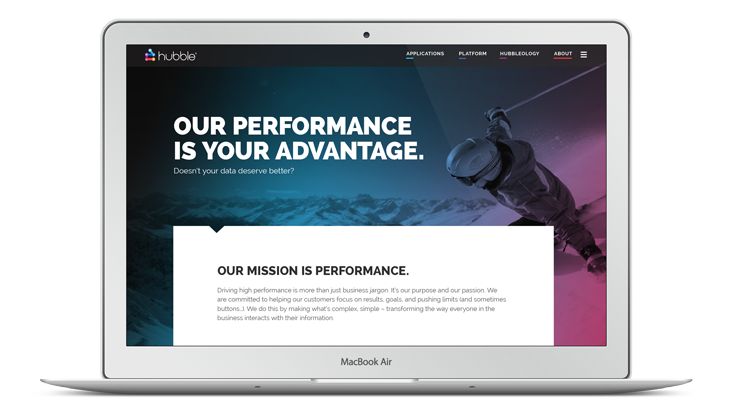 hubble
APPLICATIONS
PLATFORM
HUBBLEOLOGY
ABOUT
OUR PERFORMANCE
IS YOUR ADVANTAGE.
Doesn't your data deserve better?
OUR MISSION IS PERFORMANCE.
Driving high performance is more than just business jargon. It's our purpose and our passion. We
are committed to helping our customers focus on results, goals, and pushing limits (and sometimes
buttons...). We do this by making what's complex, simple – transforming the way everyone in the
business interacts with their information.
MacBook Air